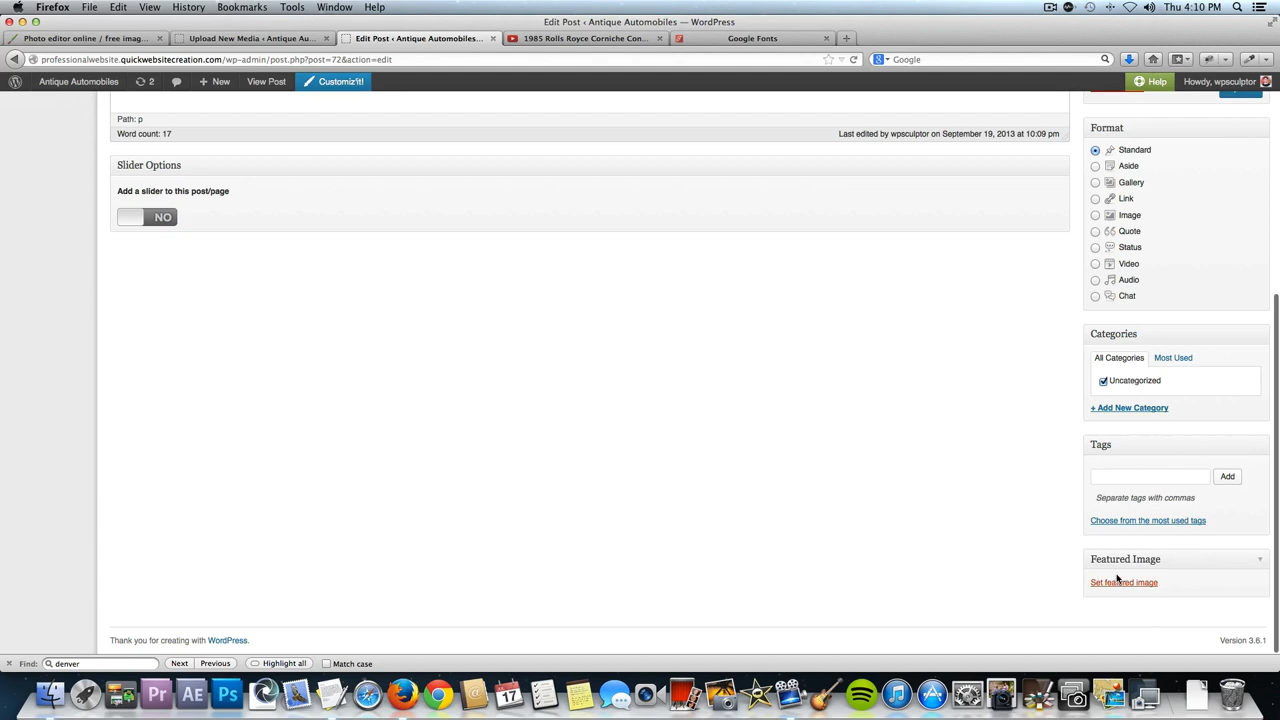 Firefox File Edit View History Bookmarks Tools Window Help Thu 4:10 PM
Edit Post ‹ Antique Automobiles — WordPress
Photo editor online / free imag... Upload New Media ‹ Antique Au... Edit Post ‹ Antique Automobiles... 1985 Rolls Royce Corniche Con... Google Fonts
professionalwebsite.quickwebsitecreation.com/wp-admin/post.php?post=72&action=edit Google
Antique Automobiles 2 + New View Post Customiz'it! Help Howdy, wpsculptor
Path: p
Word count: 17 Last edited by wpsculptor on September 19, 2013 at 10:09 pm
Slider Options
Add a slider to this post/page
NO
Format
Standard
Aside
Gallery
Link
Image
Quote
Status
Video
Audio
Chat
Categories
All Categories Most Used
Uncategorized
+ Add New Category
Tags
Add
Separate tags with commas
Choose from the most used tags
Featured Image
Set featured image
Thank you for creating with WordPress. Version 3.6.1
Find: denver Next Previous Highlight all Match case
Pr Ae Ps 17